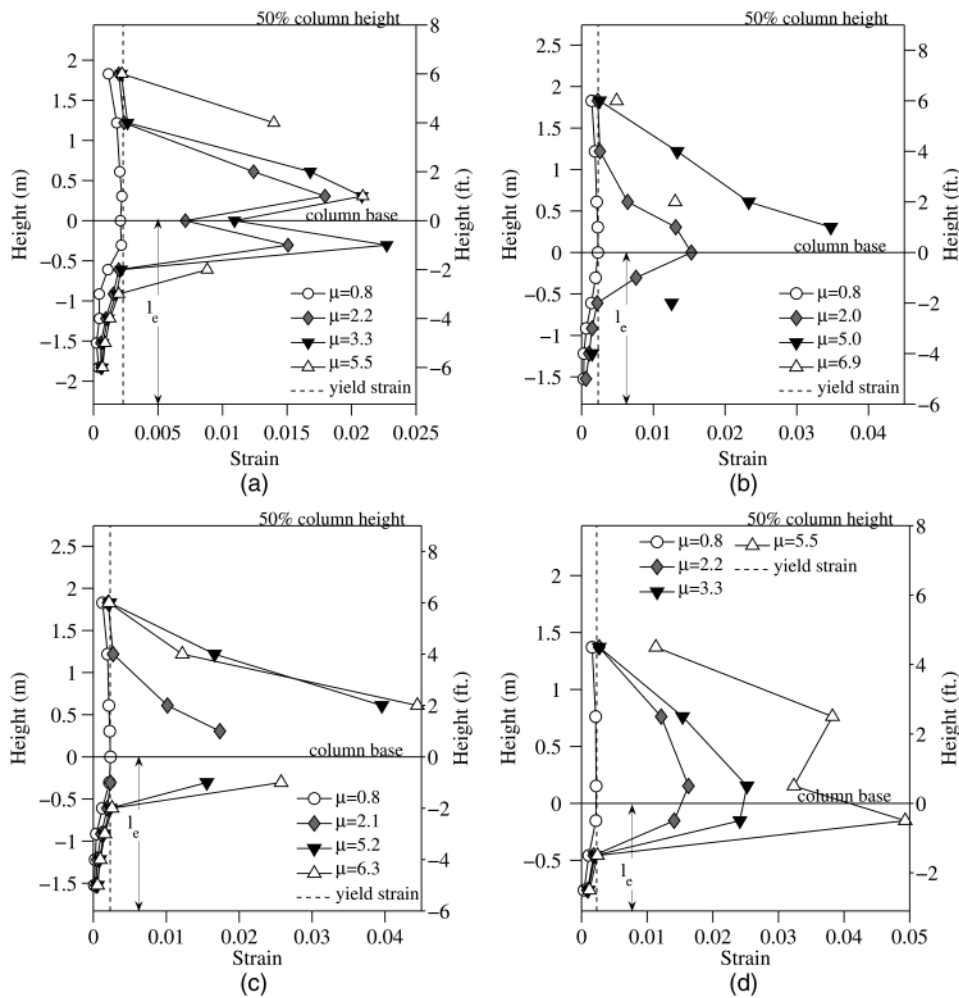 50% column height
Height (m)
2
1.5
1
0.5
0
−0.5
−1
−1.5
−2
8
6
4
2
0
−2
−4
−6
Height (ft.)
column base
l_e
μ=0.8
μ=2.2
μ=3.3
μ=5.5
yield strain
0 0.005 0.01 0.015 0.02 0.025
Strain
(a)
50% column height
Height (m)
2.5
2
1.5
1
0.5
0
−0.5
−1
−1.5
8
6
4
2
0
−2
−4
−6
Height (ft.)
column base
l_e
μ=0.8
μ=2.0
μ=5.0
μ=6.9
yield strain
0 0.01 0.02 0.03 0.04
Strain
(b)
50% column height
Height (m)
2.5
2
1.5
1
0.5
0
−0.5
−1
−1.5
8
6
4
2
0
−2
−4
−6
Height (ft.)
column base
l_e
μ=0.8
μ=2.1
μ=5.2
μ=6.3
yield strain
0 0.01 0.02 0.03 0.04
Strain
(c)
50% column height
μ=0.8 μ=5.5
μ=2.2 yield strain
μ=3.3
Height (m)
2
1.5
1
0.5
0
−0.5
8
6
4
2
0
−2
Height (ft.)
column base
l_e
0 0.01 0.02 0.03 0.04 0.05
Strain
(d)